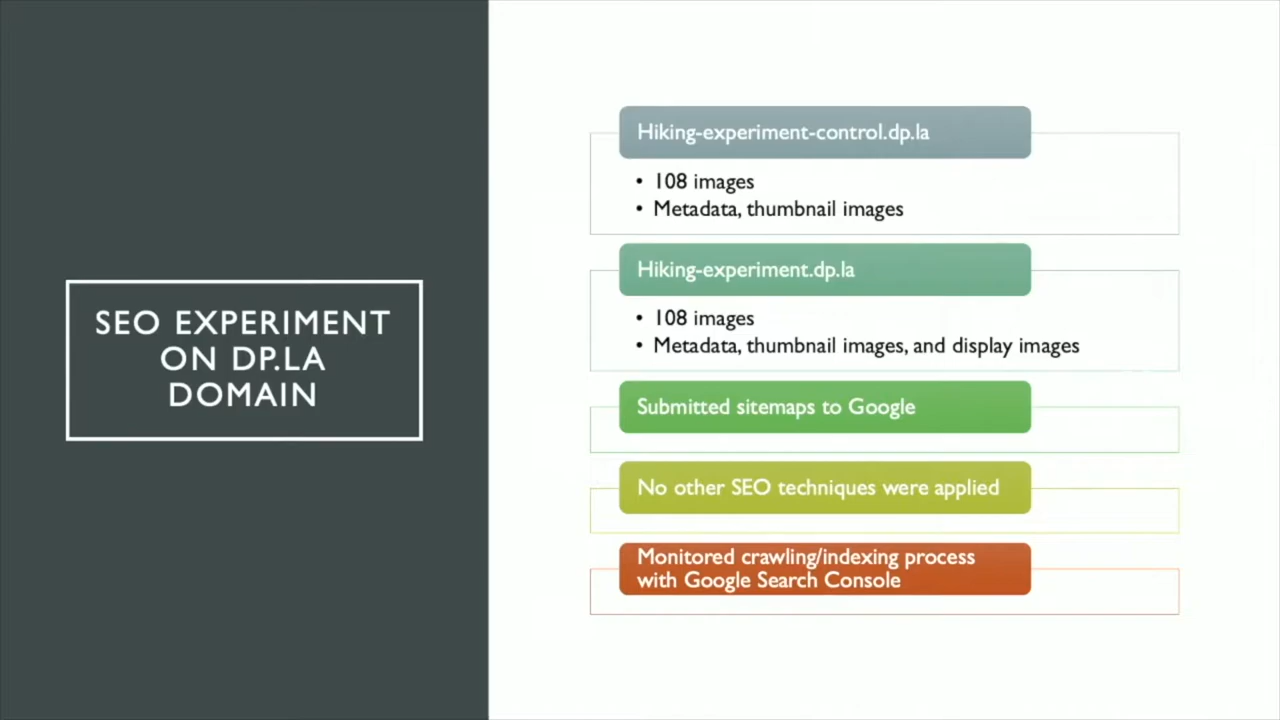 SEO EXPERIMENT
ON DP.LA
DOMAIN
Hiking-experiment-control.dp.la
• 108 images
• Metadata, thumbnail images
Hiking-experiment.dp.la
• 108 images
• Metadata, thumbnail images, and display images
Submitted sitemaps to Google
No other SEO techniques were applied
Monitored crawling/indexing process
with Google Search Console